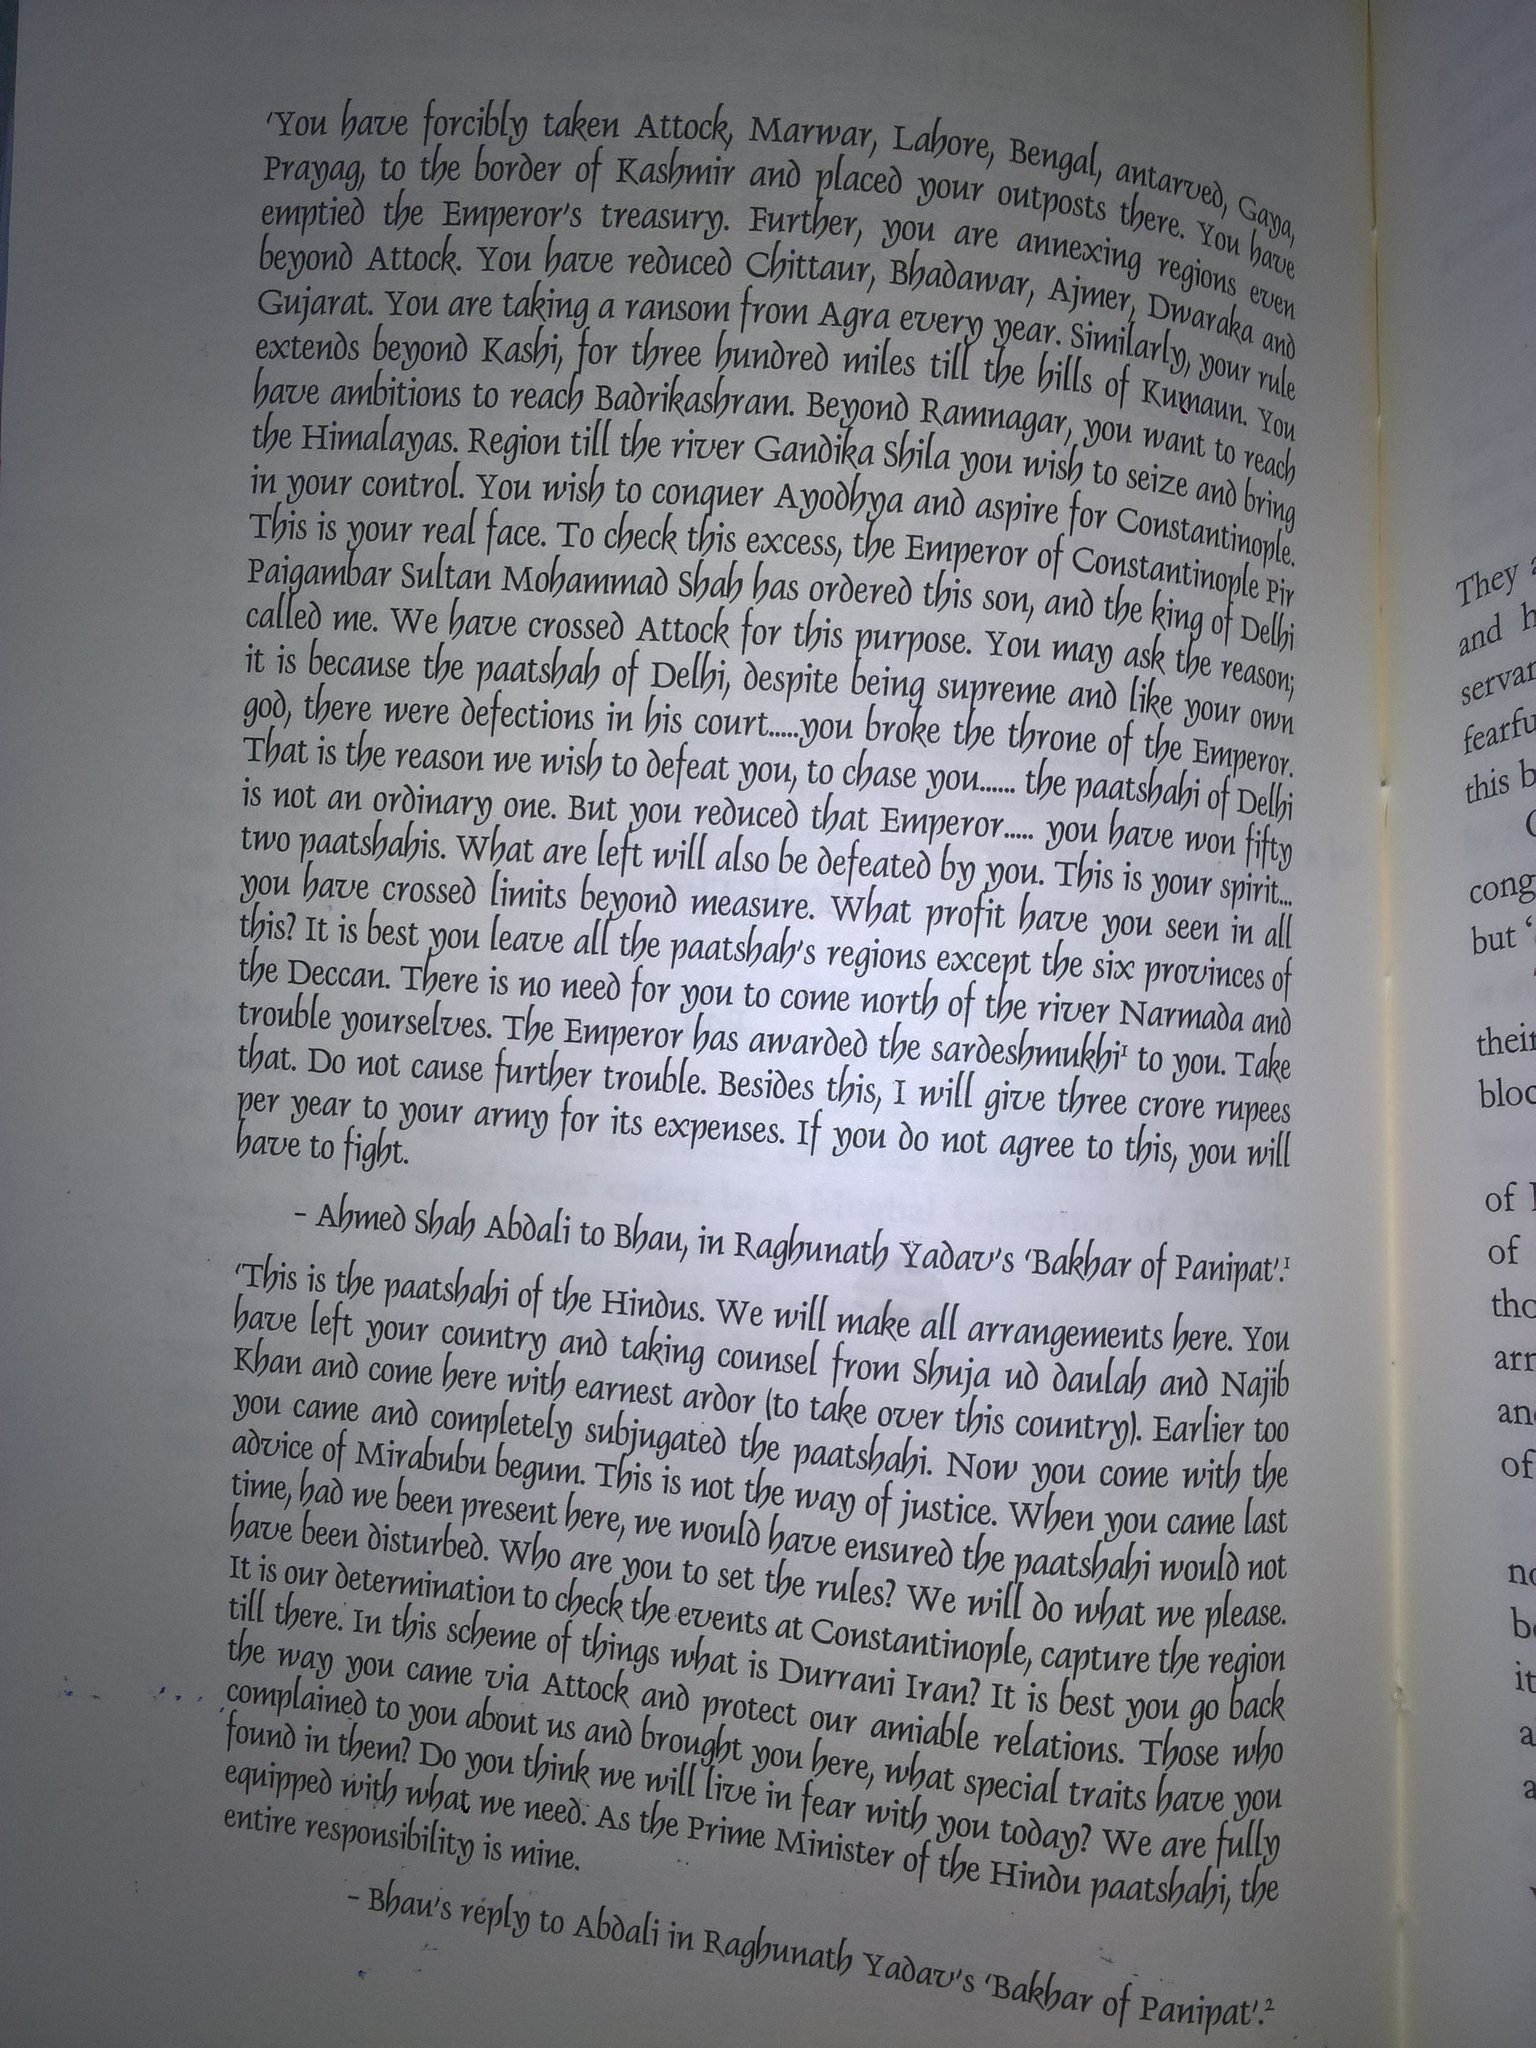 'You have forcibly taken Attock, Marwar, Lahore, Bengal, antarved, Gaya,
Prayag, to the border of Kashmir and placed your outposts there. You have
emptied the Emperor's treasury. Further, you are annexing regions even
beyond Attock. You have reduced Chittaur, Bhadawar, Ajmer, Dwaraka and
Gujarat. You are taking a ransom from Agra every year. Similarly, your rule
extends beyond Kashi, for three hundred miles till the hills of Kumaun. You
have ambitions to reach Badrikashram. Beyond Ramnagar, you want to reach
the Himalayas. Region till the river Gandika Shila you wish to seize and bring
in your control. You wish to conquer Ayodhya and aspire for Constantinople.
This is your real face. To check this excess, the Emperor of Constantinople Pir
Paigambar Sultan Mohammad Shah has ordered this son, and the king of Delhi
called me. We have crossed Attock for this purpose. You may ask the reason;
it is because the paatshah of Delhi, despite being supreme and like your own
god, there were defections in his court.....you broke the throne of the Emperor.
That is the reason we wish to defeat you, to chase you...... the paatshahi of Delhi
is not an ordinary one. But you reduced that Emperor..... you have won fifty
two paatshahis. What are left will also be defeated by you. This is your spirit...
you have crossed limits beyond measure. What profit have you seen in all
this? It is best you leave all the paatshah's regions except the six provinces of
the Deccan. There is no need for you to come north of the river Narmada and
trouble yourselves. The Emperor has awarded the sardeshmukhi¹ to you. Take
that. Do not cause further trouble. Besides this, I will give three crore rupees
per year to your army for its expenses. If you do not agree to this, you will
have to fight.
– Ahmed Shah Abdali to Bhau, in Raghunath Yadav's 'Bakhar of Panipat'.¹
'This is the paatshahi of the Hindus. We will make all arrangements here. You
have left your country and taking counsel from Shuja ud daulah and Najib
Khan and come here with earnest ardor (to take over this country). Earlier too
you came and completely subjugated the paatshahi. Now you come with the
advice of Mirabubu begum. This is not the way of justice. When you came last
time, had we been present here, we would have ensured the paatshahi would not
have been disturbed. Who are you to set the rules? We will do what we please.
It is our determination to check the events at Constantinople, capture the region
till there. In this scheme of things what is Durrani Iran? It is best you go back
the way you came via Attock and protect our amiable relations. Those who
complained to you about us and brought you here, what special traits have you
found in them? Do you think we will live in fear with you today? We are fully
equipped with what we need. As the Prime Minister of the Hindu paatshahi, the
entire responsibility is mine.
– Bhau's reply to Abdali in Raghunath Yadav's 'Bakhar of Panipat'.²
They
and
this
but '
of
of
of